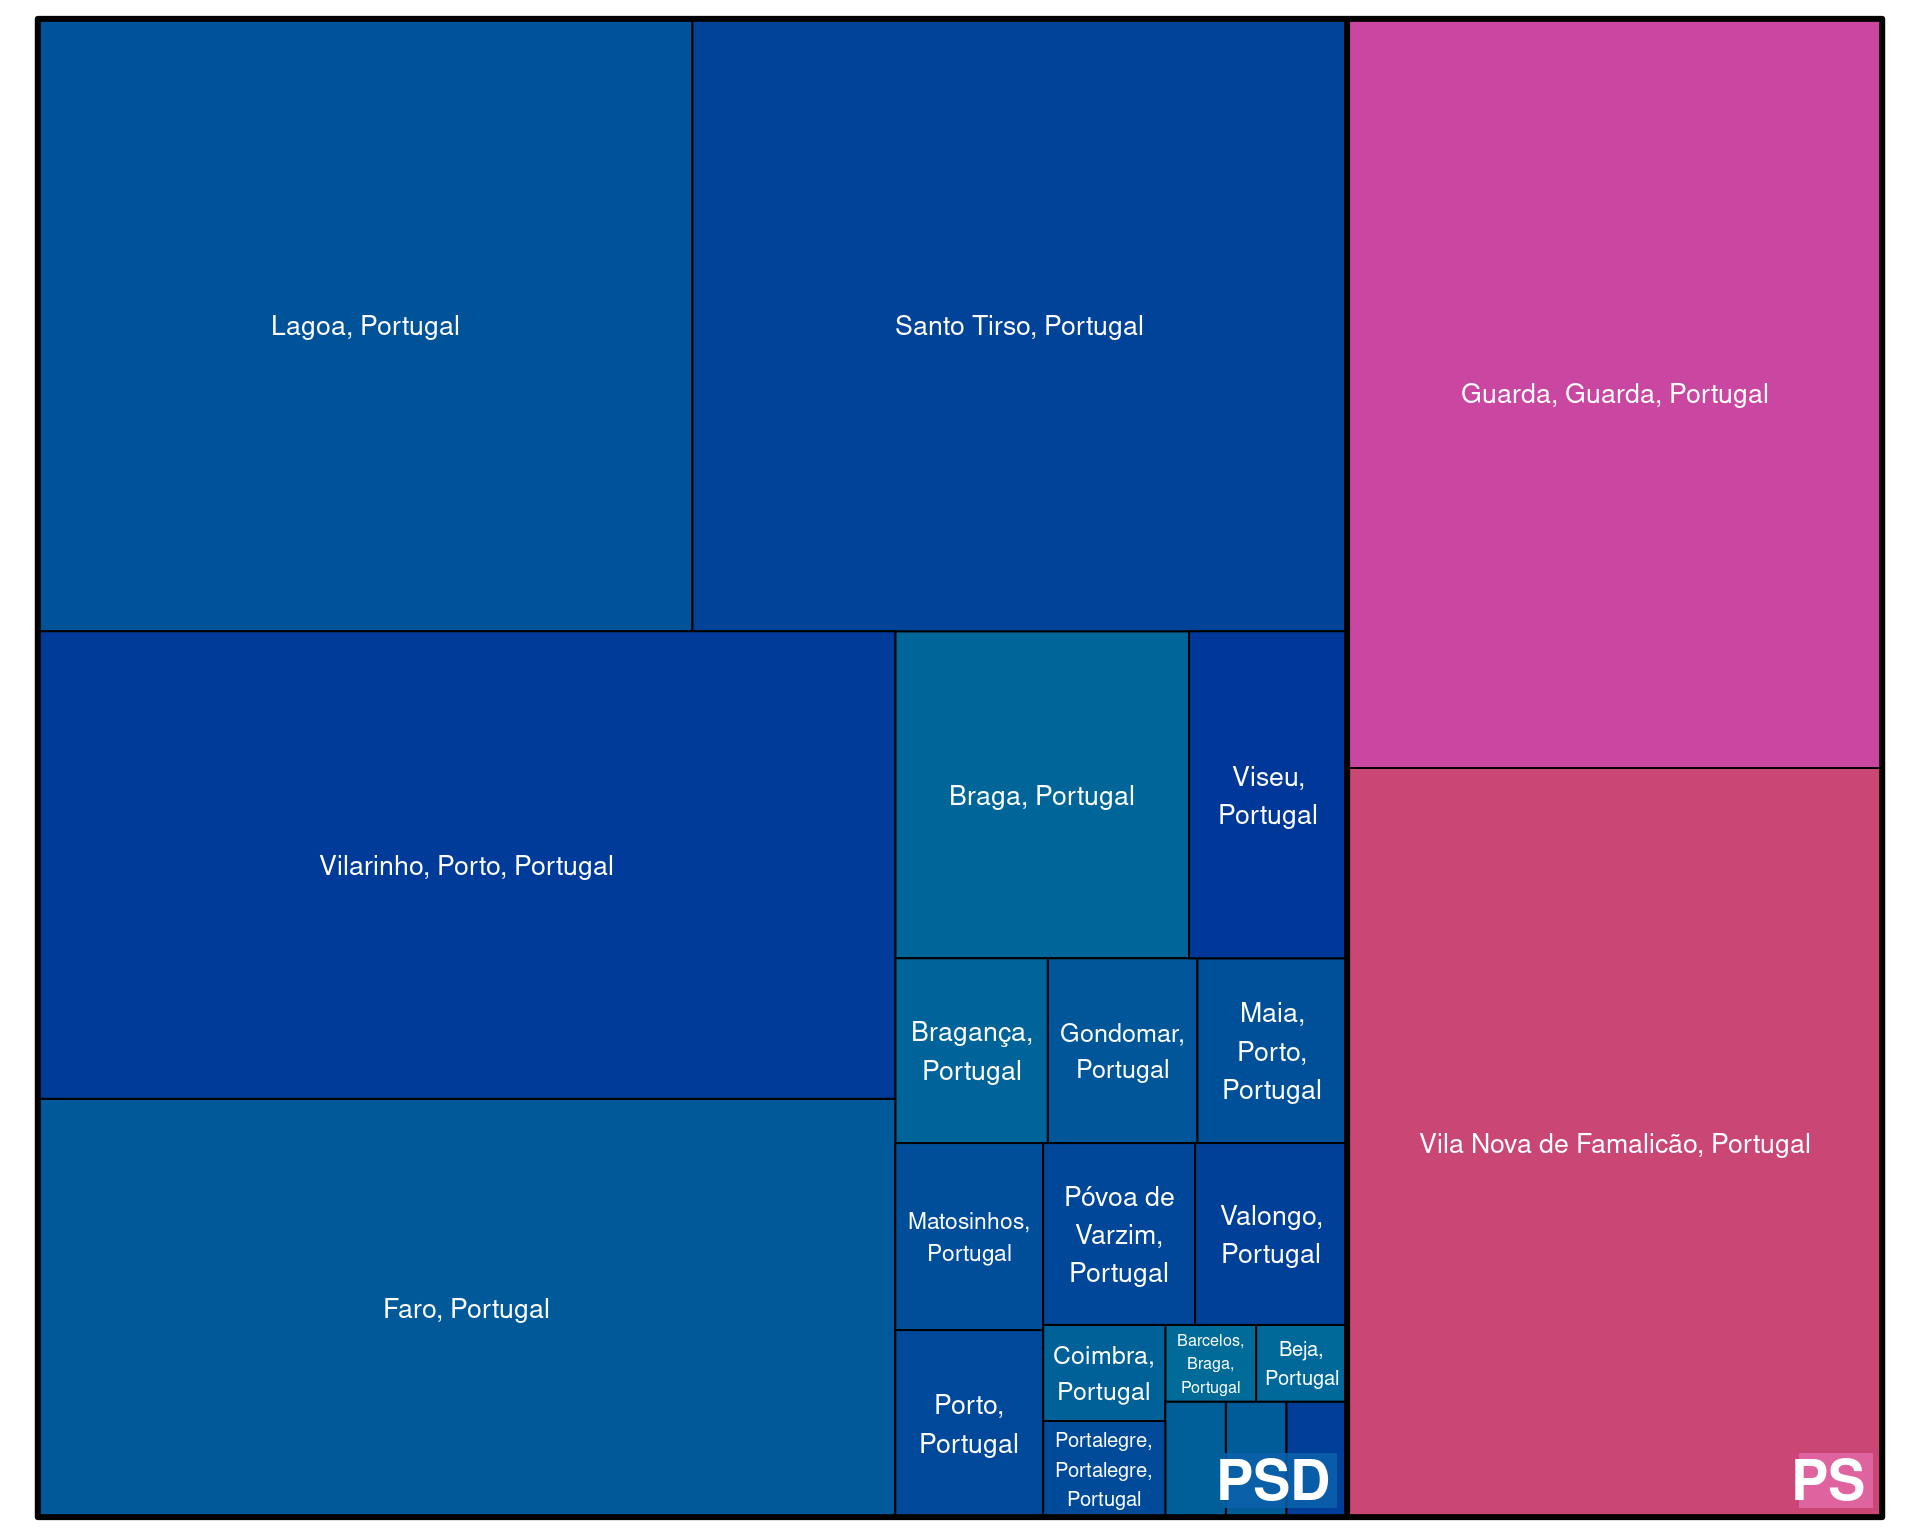 Lagoa, Portugal
Santo Tirso, Portugal
Guarda, Guarda, Portugal
Vilarinho, Porto, Portugal
Braga, Portugal
Viseu,
Portugal
Bragança,
Portugal
Gondomar,
Portugal
Maia,
Porto,
Portugal
Vila Nova de Famalicão, Portugal
Faro, Portugal
Matosinhos,
Portugal
Póvoa de
Varzim,
Portugal
Valongo,
Portugal
Porto,
Portugal
Coimbra,
Portugal
Barcelos,
Braga,
Portugal
Beja,
Portugal
Portalegre,
Portalegre,
Portugal
PSD
PS